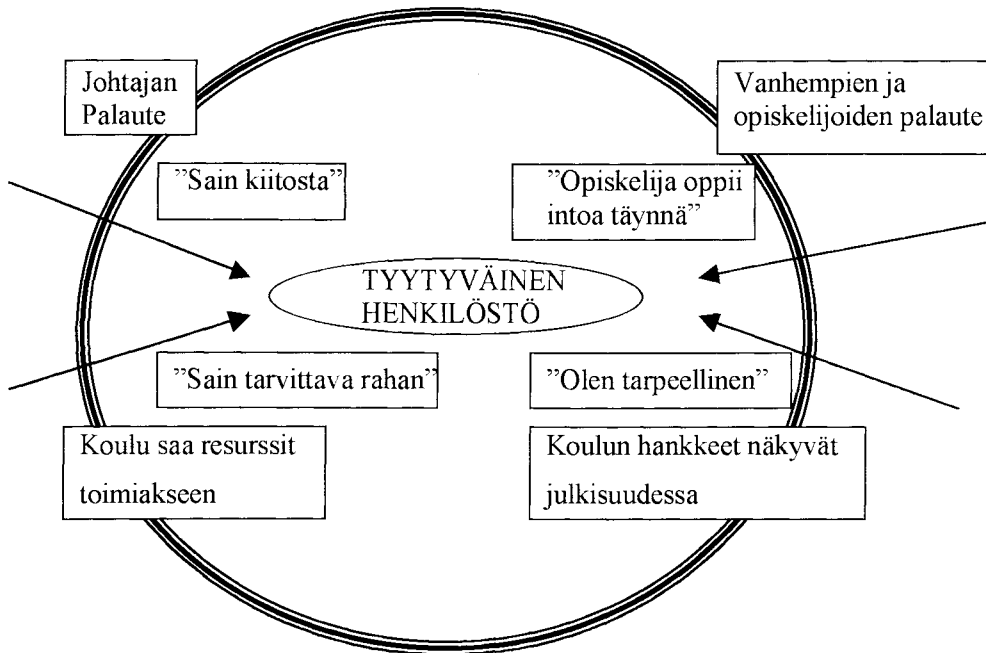 Johtajan
Palaute
Vanhempien ja
opiskelijoiden palaute
”Sain kiitosta”
”Opiskelija oppii
intoa täynnä”
TYYTYVÄINEN
HENKILÖSTÖ
”Sain tarvittava rahan”
”Olen tarpeellinen”
Koulu saa resurssit
toimiakseen
Koulun hankkeet näkyvät
julkisuudessa